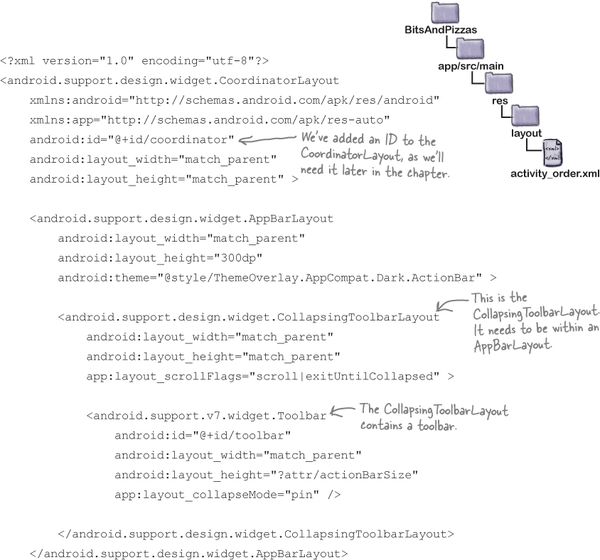 BitsAndPizzas
app/src/main
res
layout
<xml>
</xml>
activity_order.xml
<?xml version="1.0" encoding="utf-8"?>
<android.support.design.widget.CoordinatorLayout
xmlns:android="http://schemas.android.com/apk/res/android"
xmlns:app="http://schemas.android.com/apk/res-auto"
android:id="@+id/coordinator"
We've added an ID to the
CoordinatorLayout, as we'll
need it later in the chapter.
android:layout_width="match_parent"
android:layout_height="match_parent" >
<android.support.design.widget.AppBarLayout
android:layout_width="match_parent"
android:layout_height="300dp"
android:theme="@style/ThemeOverlay.AppCompat.Dark.ActionBar" >
<android.support.design.widget.CollapsingToolbarLayout
This is the
CollapsingToolbarLayout.
It needs to be within an
AppBarLayout.
android:layout_width="match_parent"
android:layout_height="match_parent"
app:layout_scrollFlags="scroll|exitUntilCollapsed" >
<android.support.v7.widget.Toolbar
The CollapsingToolbarLayout
contains a toolbar.
android:id="@+id/toolbar"
android:layout_width="match_parent"
android:layout_height="?attr/actionBarSize"
app:layout_collapseMode="pin" />
</android.support.design.widget.CollapsingToolbarLayout>
</android.support.design.widget.AppBarLayout>